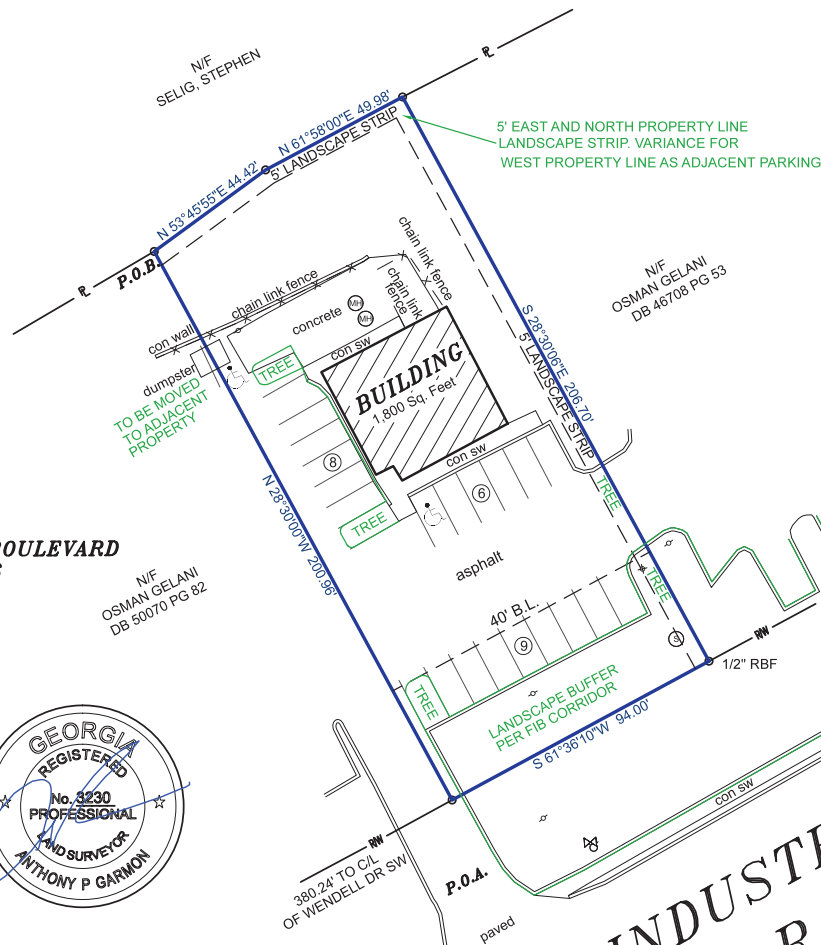 N/F
SELIG, STEPHEN
N 61°58'00"E 49.98'
N 53°45'55"E 44.42'
5' LANDSCAPE STRIP
5' EAST AND NORTH PROPERTY LINE
LANDSCAPE STRIP. VARIANCE FOR
WEST PROPERTY LINE AS ADJACENT PARKING
P.O.B.
N/F
OSMAN GELANI
DB 46708 PG 53
con wall
chain link fence
chain link fence
chain link
fence
concrete
MH
MH
con sw
dumpster
TREE
TO BE MOVED
TO ADJACENT
PROPERTY
BUILDING
1,800 Sq. Feet
con sw
S 28°30'06"E 206.70'
5' LANDSCAPE STRIP
8
6
TREE
TREE
N 28°30'00"W 200.96'
OULEVARD
N/F
OSMAN GELANI
DB 50070 PG 82
asphalt
40' B.L.
TREE
9
S
R/W
1/2" RBF
TREE
LANDSCAPE BUFFER
PER FIB CORRIDOR
S 61°36'10"W 94.00'
GEORGIA
REGISTERED
No. 3230
PROFESSIONAL
LAND SURVEYOR
ANTHONY P GARMON
con sw
R/W
380.24' TO C/L
OF WENDELL DR SW
P.O.A.
paved
INDUSTR